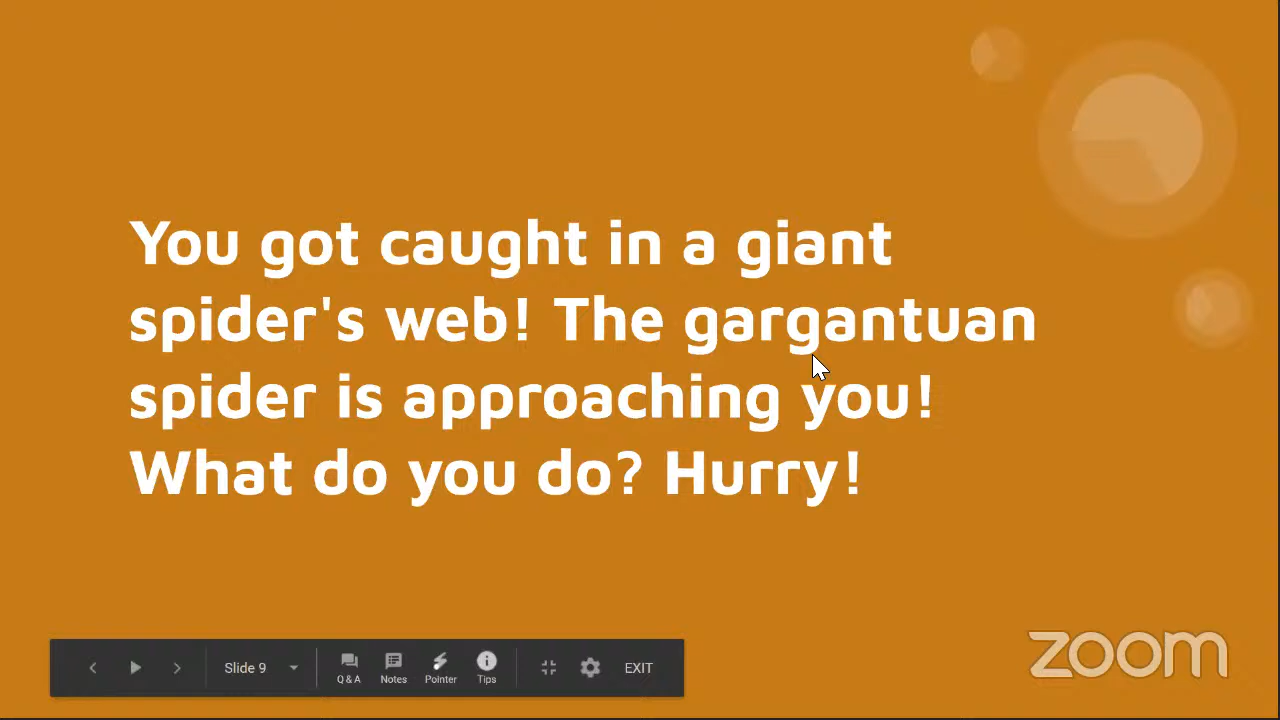 You got caught in a giant
spider's web! The gargantuan
spider is approaching you!
What do you do? Hurry!
Slide 9
Q & A
Notes
Pointer
Tips
EXIT
zoom